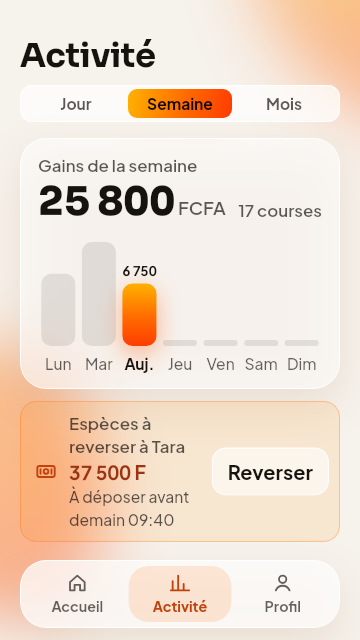 Activité
Jour Semaine Mois
Gains de la semaine
25 800 FCFA 17 courses
6 750
Lun Mar Auj. Jeu Ven Sam Dim
Espèces à
reverser à Tara
37 500 F
À déposer avant
demain 09:40
Reverser
Accueil Activité Profil